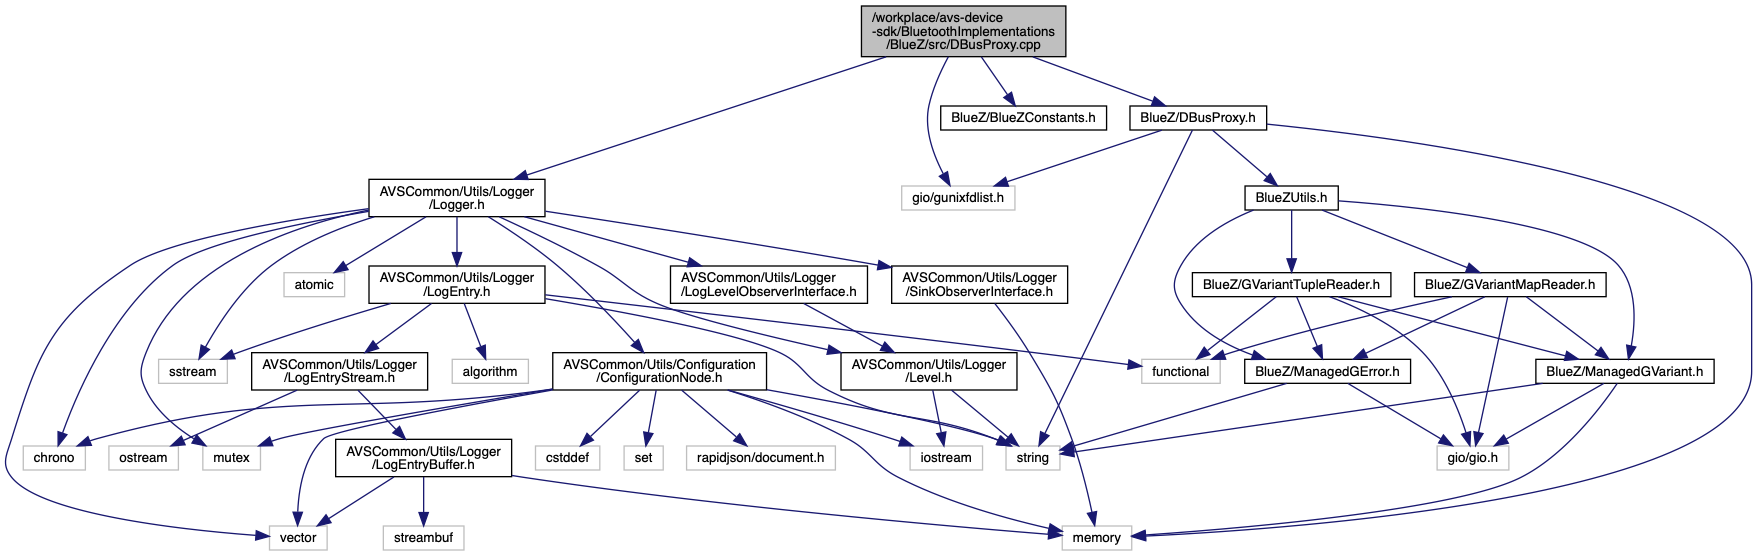 /workplace/avs-device
-sdk/BluetoothImplementations
/BlueZ/src/DBusProxy.cpp
BlueZ/BlueZConstants.h
BlueZ/DBusProxy.h
AVSCommon/Utils/Logger
/Logger.h
gio/gunixfdlist.h
BlueZUtils.h
atomic
AVSCommon/Utils/Logger
/LogEntry.h
AVSCommon/Utils/Logger
/LogLevelObserverInterface.h
AVSCommon/Utils/Logger
/SinkObserverInterface.h
BlueZ/GVariantTupleReader.h
BlueZ/GVariantMapReader.h
sstream
AVSCommon/Utils/Logger
/LogEntryStream.h
algorithm
AVSCommon/Utils/Configuration
/ConfigurationNode.h
AVSCommon/Utils/Logger
/Level.h
functional
BlueZ/ManagedGError.h
BlueZ/ManagedGVariant.h
chrono
ostream
mutex
AVSCommon/Utils/Logger
/LogEntryBuffer.h
cstddef
set
rapidjson/document.h
iostream
string
gio/gio.h
vector
streambuf
memory